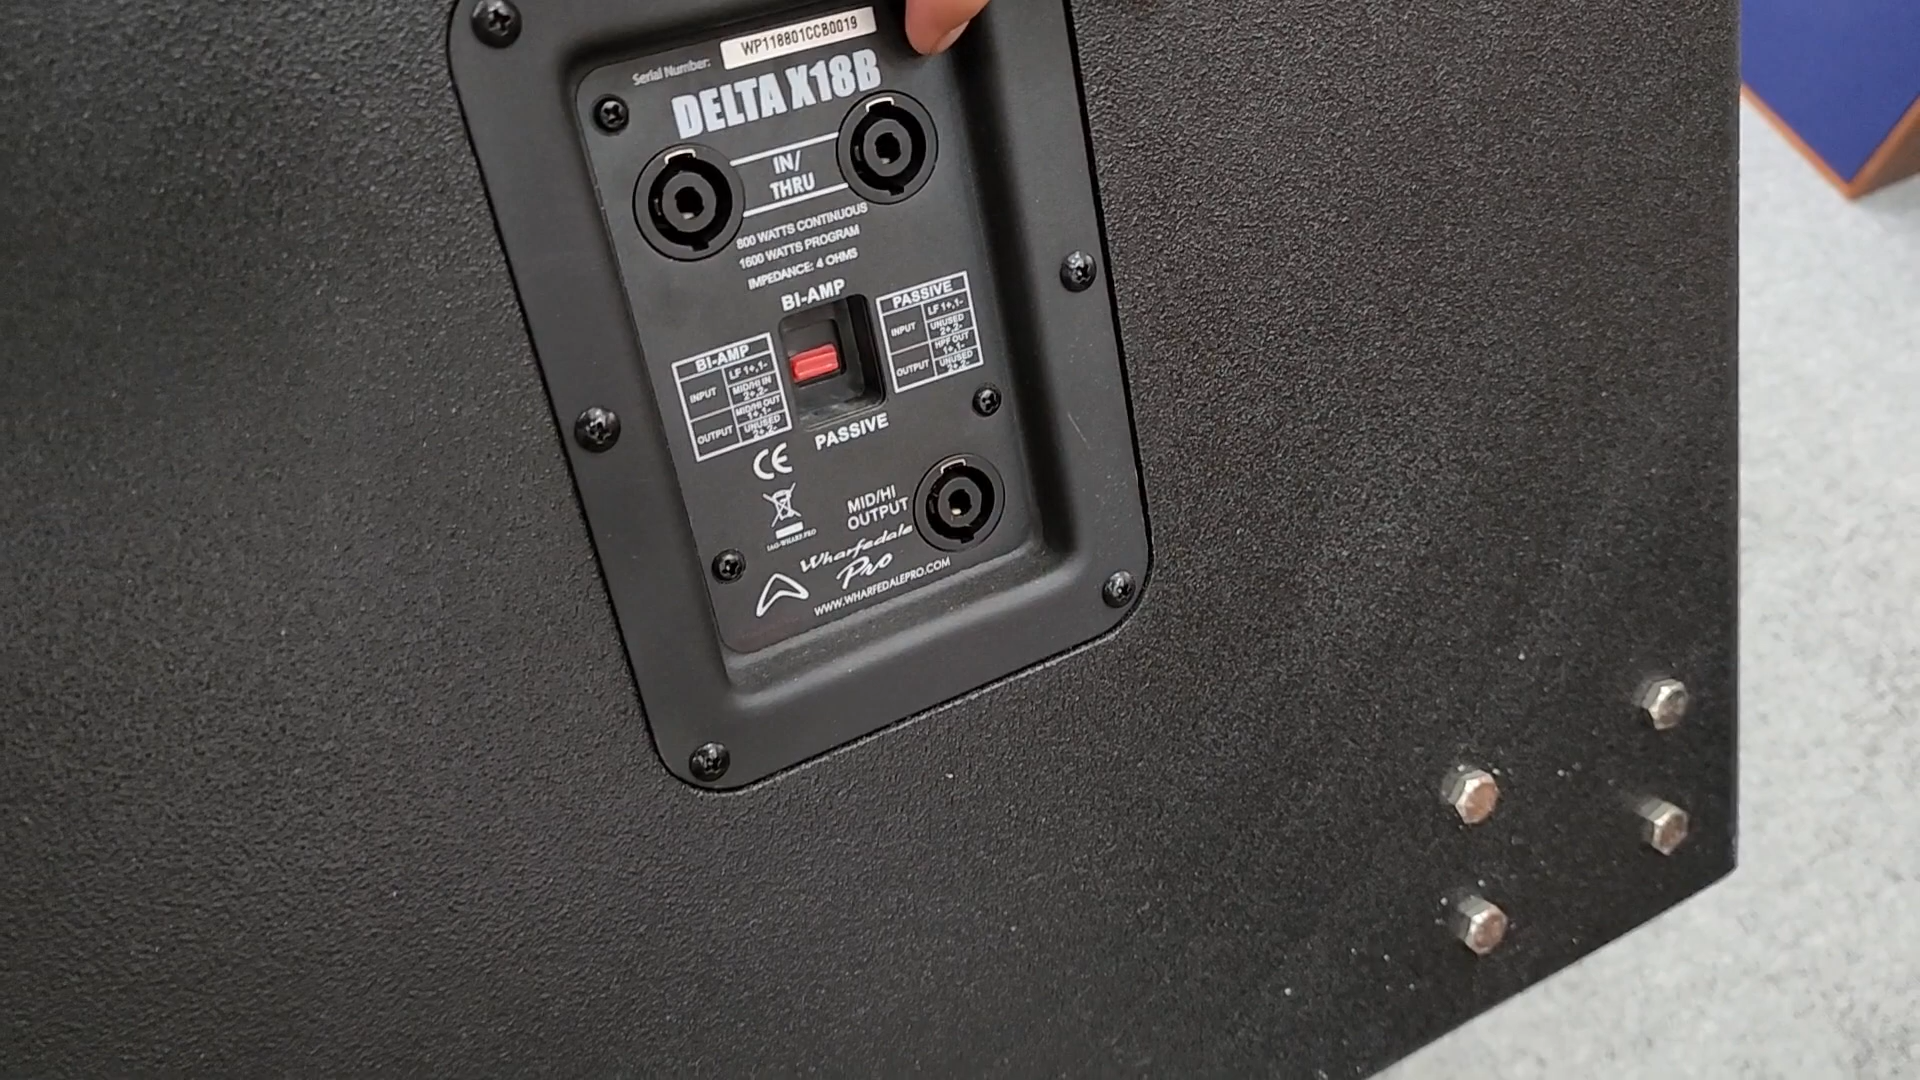 Serial Number: WP118801CCB0019
DELTA X18B
IN/
THRU
800 WATTS CONTINUOUS
1600 WATTS PROGRAM
IMPEDANCE: 4 OHMS
BI-AMP
PASSIVE
BI-AMP
INPUT
LF 1+,1-
MID/HI IN
2+,2-
OUTPUT
MID/HI OUT
1+,1-
UNUSED
2+,2-
PASSIVE
INPUT
LF 1+,1-
UNUSED
2+,2-
OUTPUT
HPF OUT
1+,1-
UNUSED
2+,2-
CE
IAG-WHARF.PRO
MID/HI
OUTPUT
Wharfedale
Pro
WWW.WHARFEDALEPRO.COM